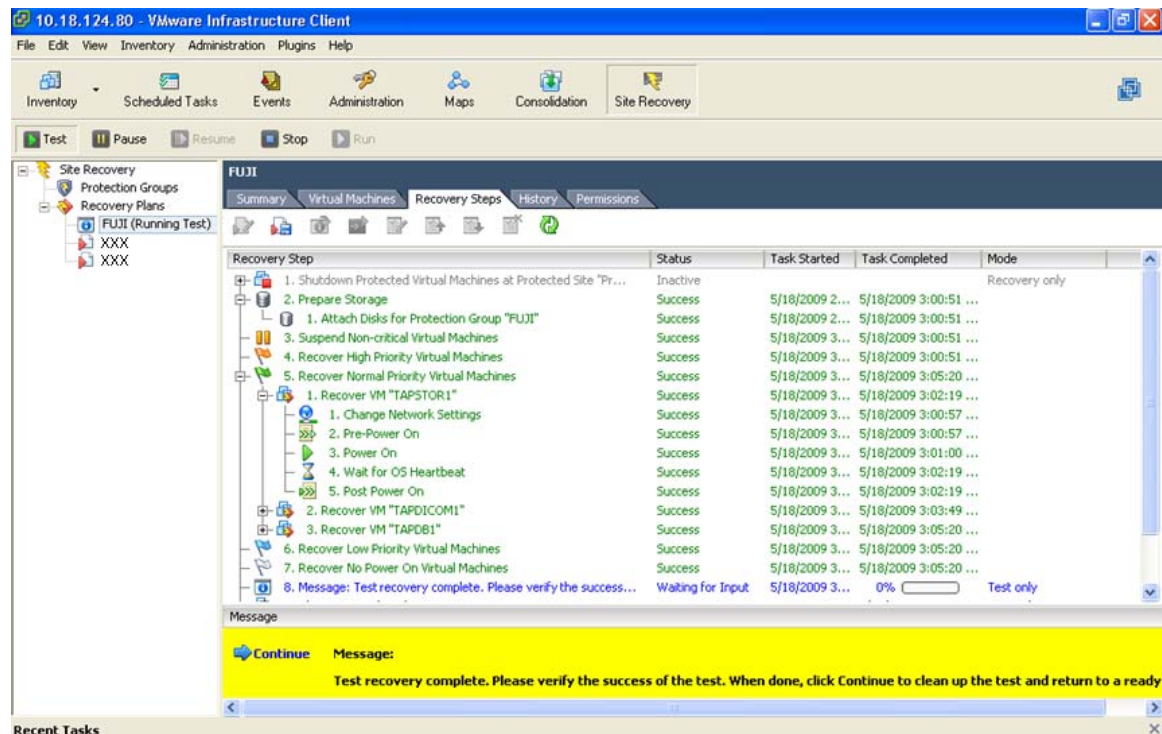 10.18.124.80 - VMware Infrastructure Client
File Edit View Inventory Administration Plugins Help
Inventory Scheduled Tasks Events Administration Maps Consolidation Site Recovery
Test Pause Resume Stop Run
Site Recovery
Protection Groups
Recovery Plans
FUJI (Running Test)
XXX
XXX
FUJI
Summary Virtual Machines Recovery Steps History Permissions
Recovery Step Status Task Started Task Completed Mode
1. Shutdown Protected Virtual Machines at Protected Site "Pr... Inactive Recovery only
2. Prepare Storage Success 5/18/2009 2... 5/18/2009 3:00:51 ...
1. Attach Disks for Protection Group "FUJI" Success 5/18/2009 2... 5/18/2009 3:00:51 ...
3. Suspend Non-critical Virtual Machines Success 5/18/2009 3... 5/18/2009 3:00:51 ...
4. Recover High Priority Virtual Machines Success 5/18/2009 3... 5/18/2009 3:00:51 ...
5. Recover Normal Priority Virtual Machines Success 5/18/2009 3... 5/18/2009 3:05:20 ...
1. Recover VM "TAPSTOR1" Success 5/18/2009 3... 5/18/2009 3:02:19 ...
1. Change Network Settings Success 5/18/2009 3... 5/18/2009 3:00:57 ...
2. Pre-Power On Success 5/18/2009 3... 5/18/2009 3:00:57 ...
3. Power On Success 5/18/2009 3... 5/18/2009 3:01:00 ...
4. Wait for OS Heartbeat Success 5/18/2009 3... 5/18/2009 3:02:19 ...
5. Post Power On Success 5/18/2009 3... 5/18/2009 3:02:19 ...
2. Recover VM "TAPDICOM1" Success 5/18/2009 3... 5/18/2009 3:03:49 ...
3. Recover VM "TAPDB1" Success 5/18/2009 3... 5/18/2009 3:05:20 ...
6. Recover Low Priority Virtual Machines Success 5/18/2009 3... 5/18/2009 3:05:20 ...
7. Recover No Power On Virtual Machines Success 5/18/2009 3... 5/18/2009 3:05:20 ...
8. Message: Test recovery complete. Please verify the success... Waiting for Input 5/18/2009 3... 0% Test only
Message
Continue Message:
Test recovery complete. Please verify the success of the test. When done, click Continue to clean up the test and return to a ready
Recent Tasks